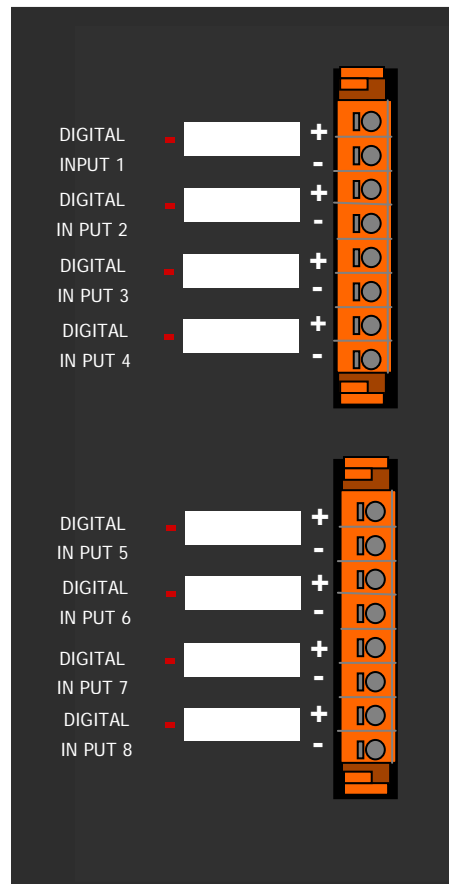 DIGITAL
+
INPUT 1
-
DIGITAL
+
IN PUT 2
-
DIGITAL
+
IN PUT 3
-
DIGITAL
+
IN PUT 4
-
DIGITAL
+
IN PUT 5
-
DIGITAL
+
IN PUT 6
-
DIGITAL
+
IN PUT 7
-
DIGITAL
+
IN PUT 8
-